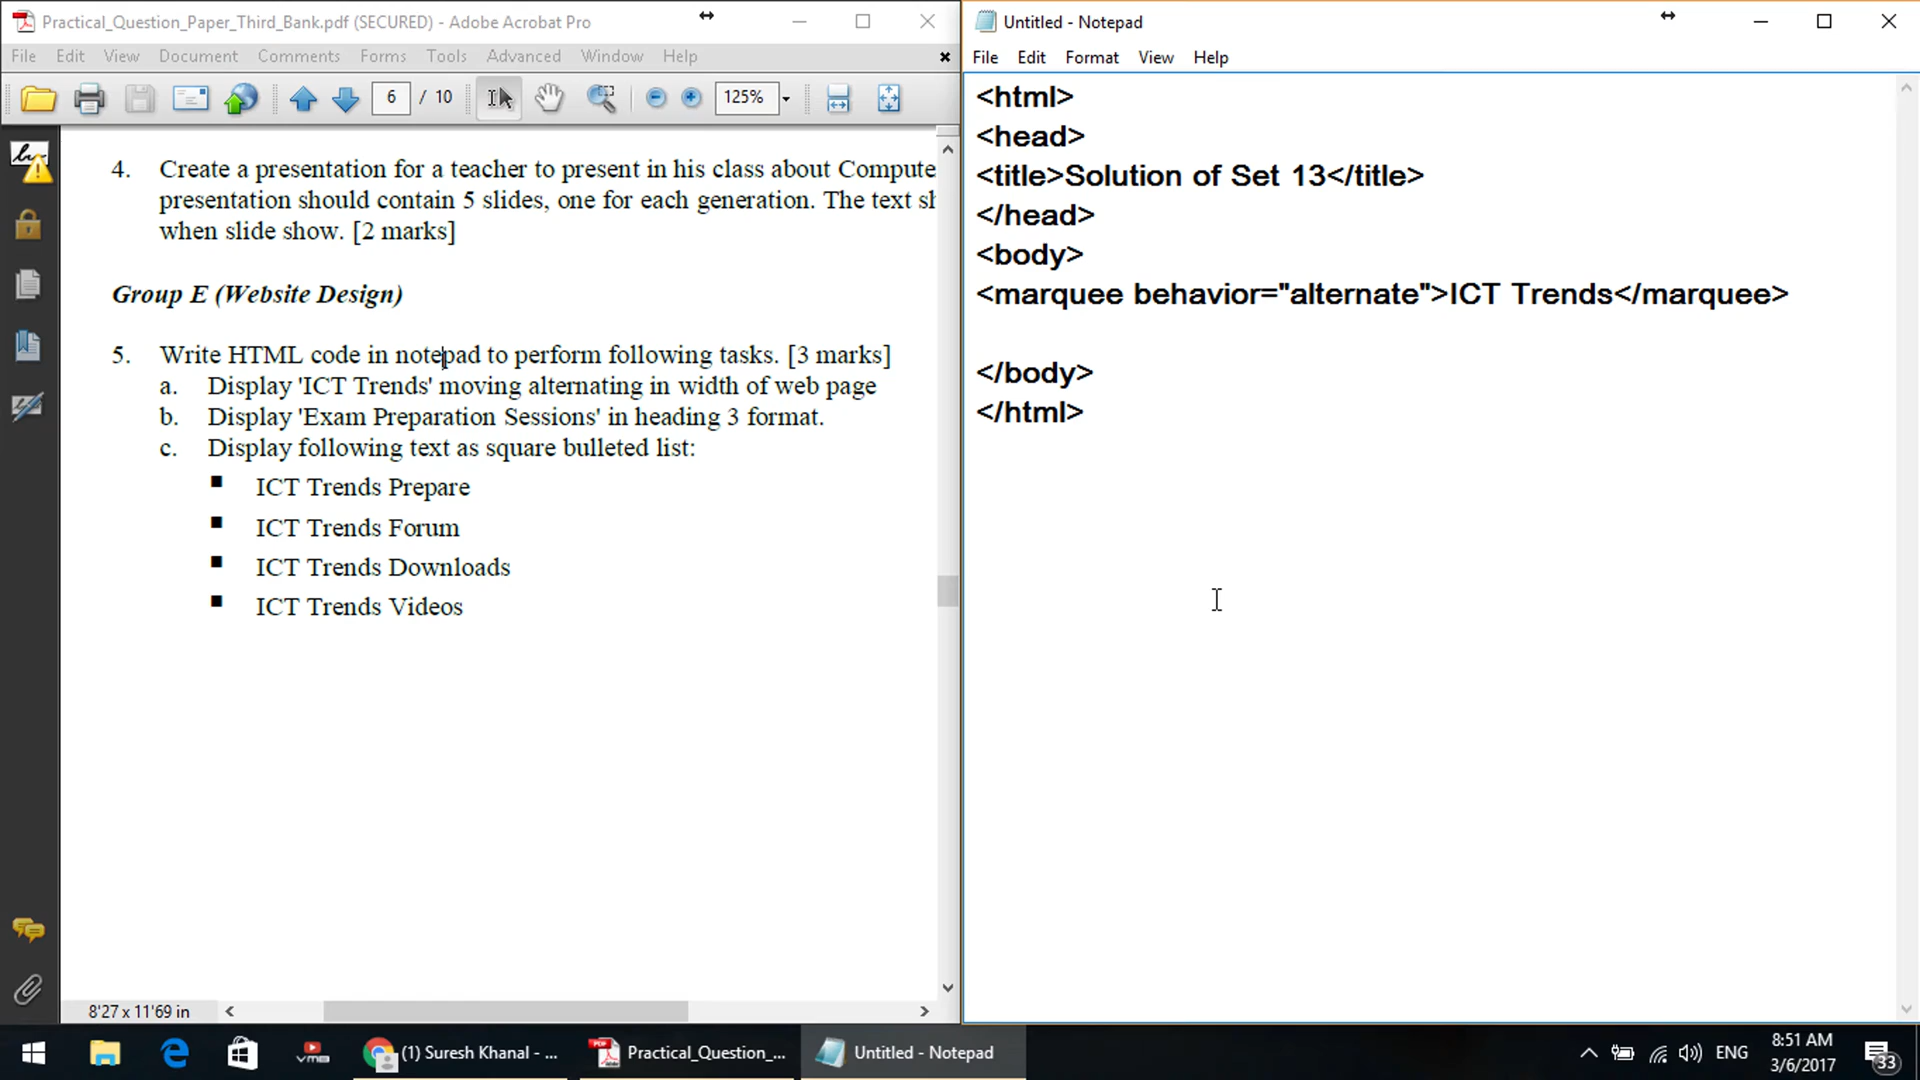 Practical_Question_Paper_Third_Bank.pdf (SECURED) - Adobe Acrobat Pro
File Edit View Document Comments Forms Tools Advanced Window Help
6 / 10 125%
4. Create a presentation for a teacher to present in his class about Compute
presentation should contain 5 slides, one for each generation. The text sh
when slide show. [2 marks]
Group E (Website Design)
5. Write HTML code in notepad to perform following tasks. [3 marks]
a. Display 'ICT Trends' moving alternating in width of web page
b. Display 'Exam Preparation Sessions' in heading 3 format.
c. Display following text as square bulleted list:
■ ICT Trends Prepare
■ ICT Trends Forum
■ ICT Trends Downloads
■ ICT Trends Videos
8'27 x 11'69 in
Untitled - Notepad
File Edit Format View Help
<html>
<head>
<title>Solution of Set 13</title>
</head>
<body>
<marquee behavior="alternate">ICT Trends</marquee>
</body>
</html>
(1) Suresh Khanal - ... Practical_Question_... Untitled - Notepad
ENG
8:51 AM
3/6/2017
33